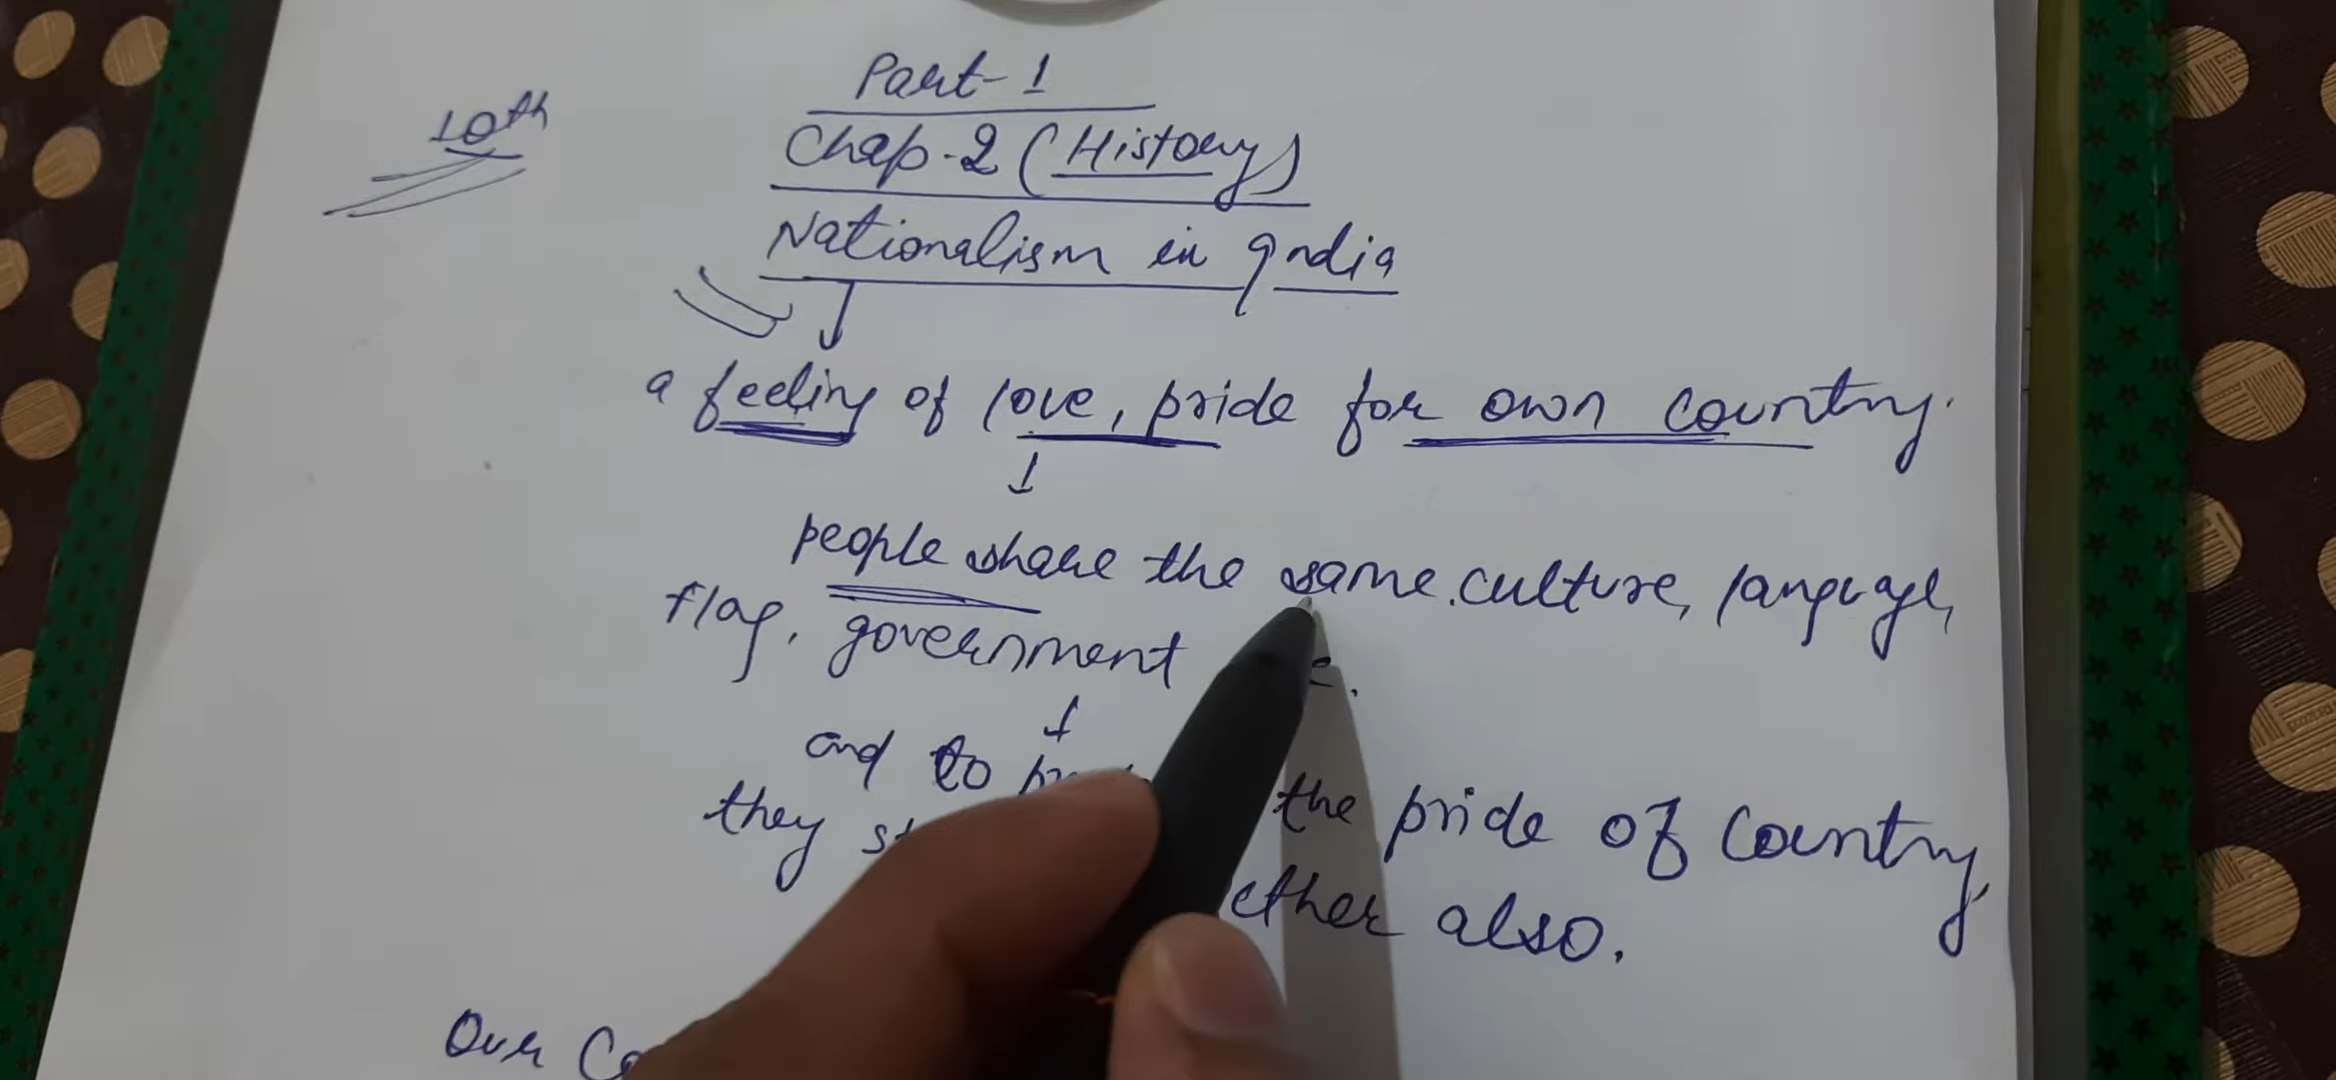 10th
Part-1
Chap-2 (History)
Nationalism in India
a feeling of love, pride for own country.
people share the same culture, language,
flag, government
and to the pride of country,
they also.
Our